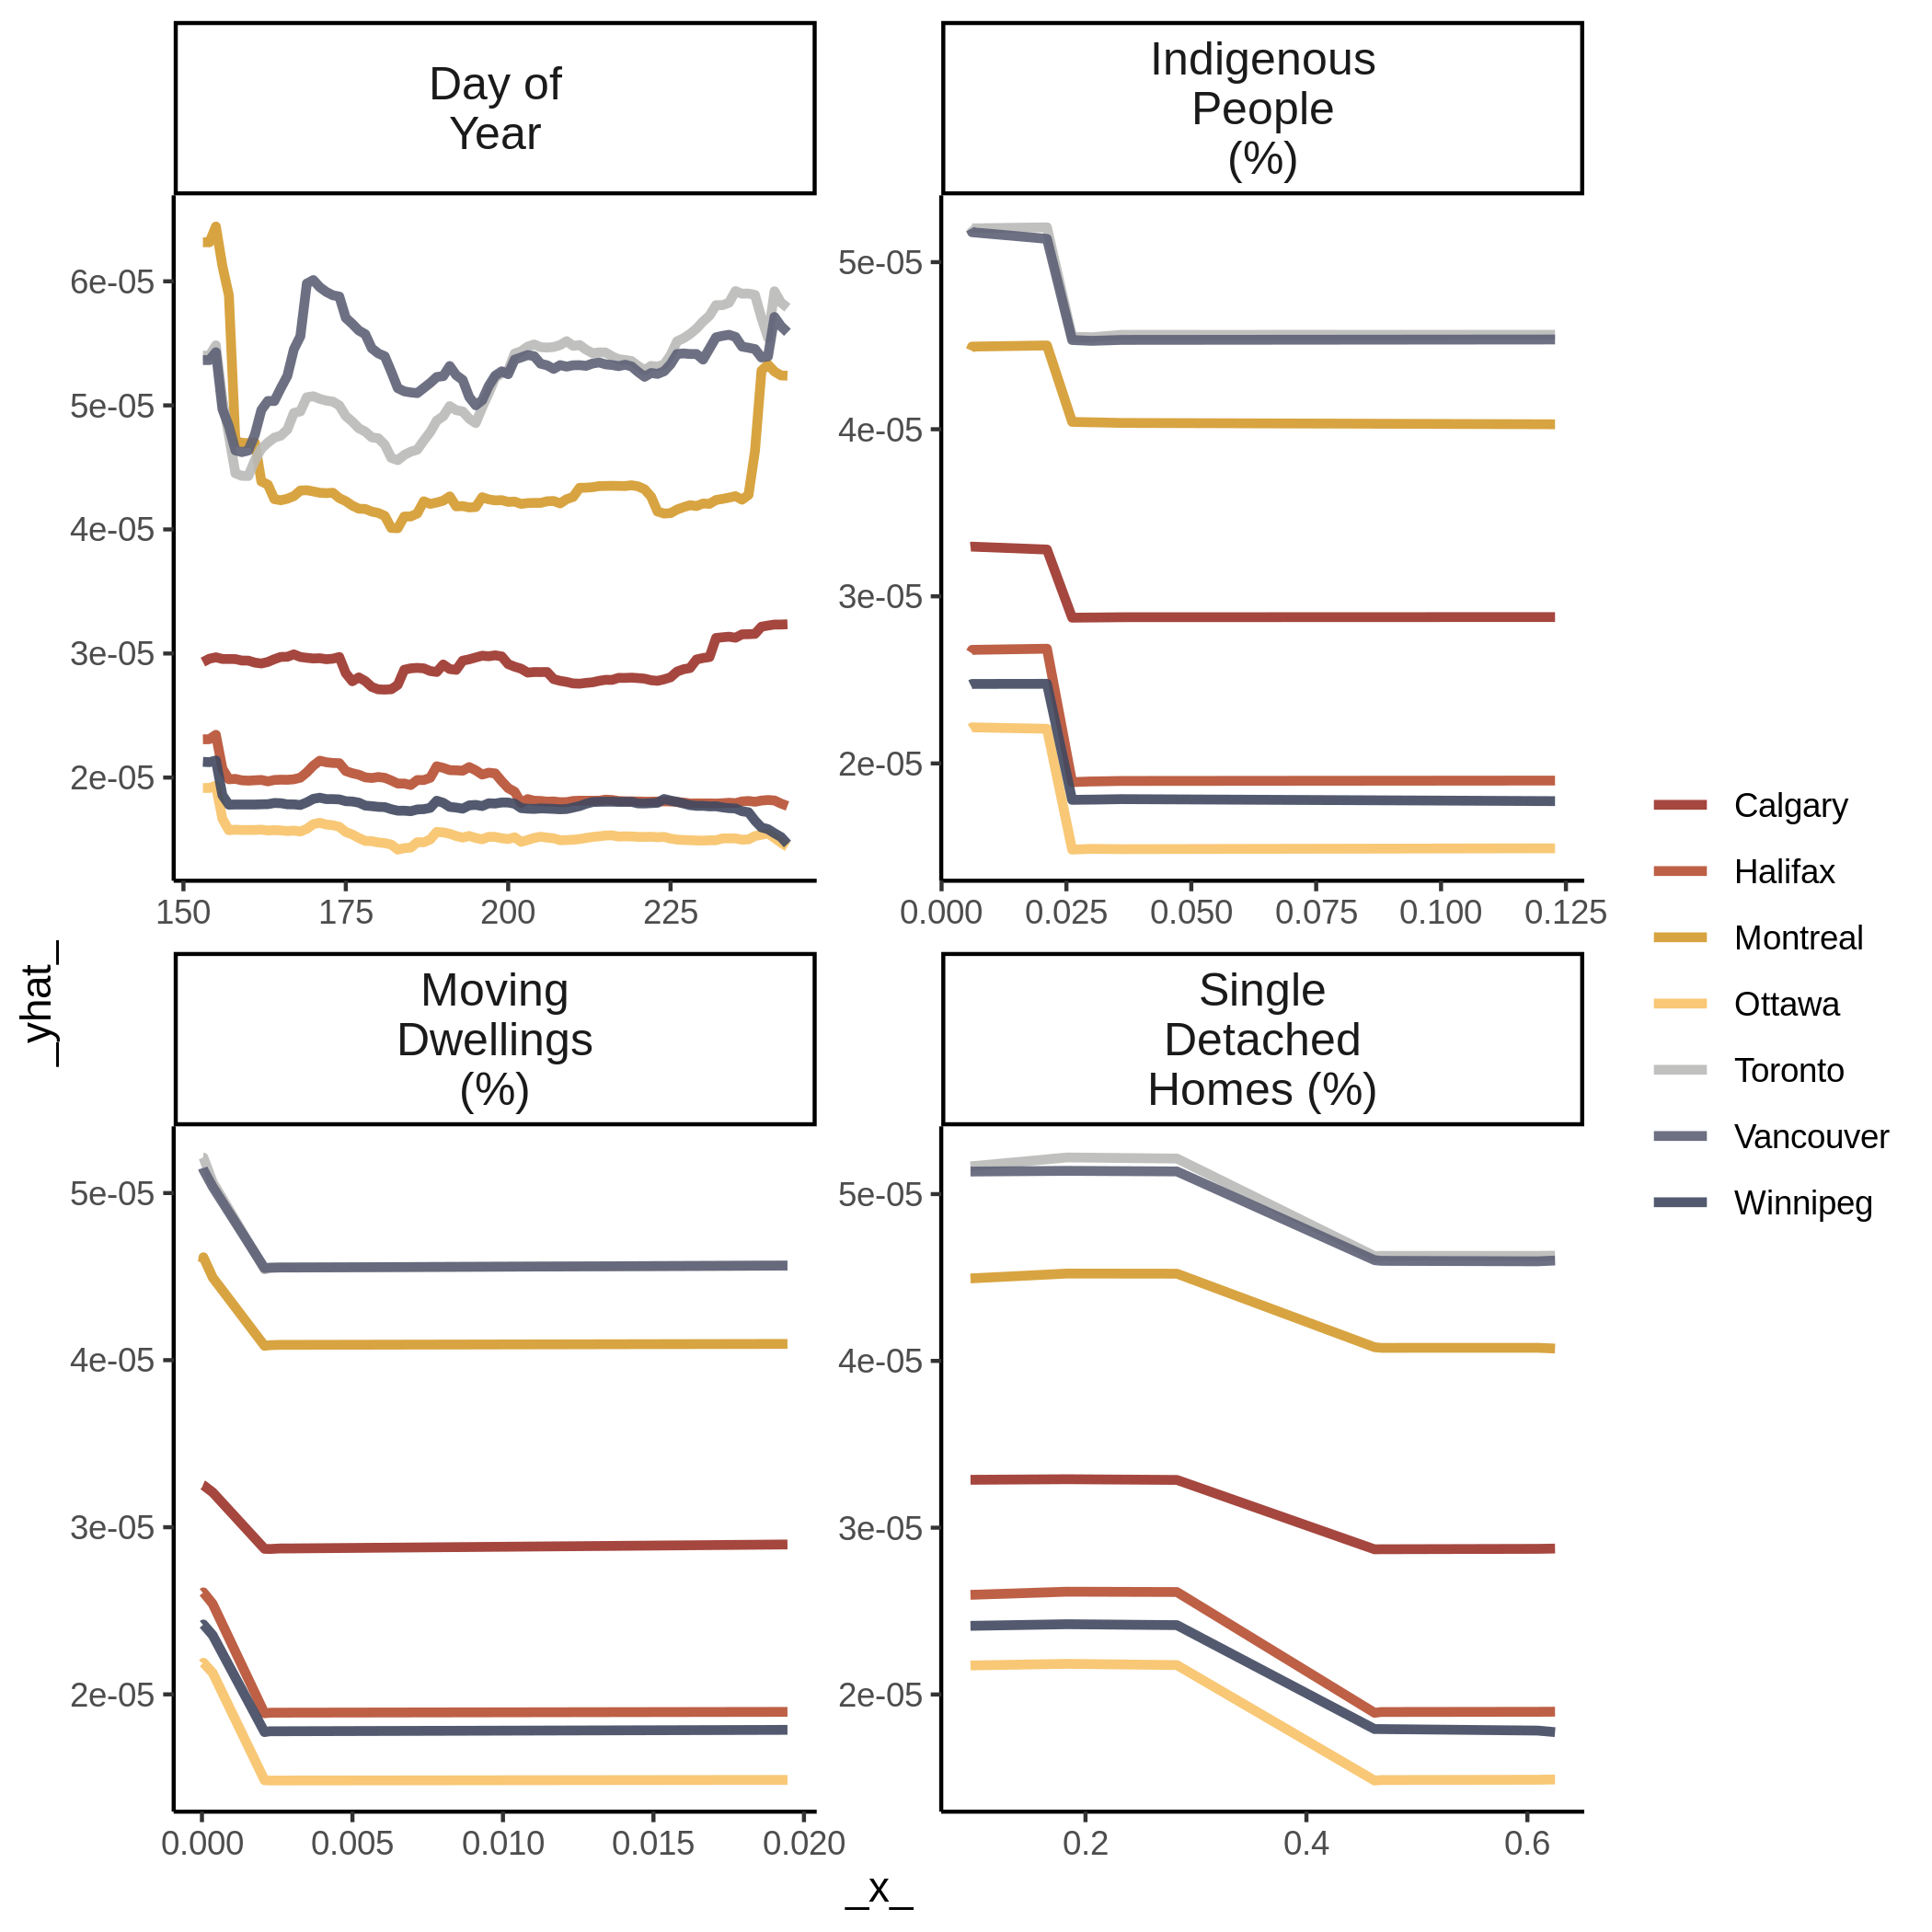 Day of
Year
Indigenous
People
(%)
6e-05
5e-05
4e-05
3e-05
2e-05
150 175 200 225
5e-05
4e-05
3e-05
2e-05
0.000 0.025 0.050 0.075 0.100 0.125
Moving
Dwellings
(%)
Single
Detached
Homes (%)
5e-05
4e-05
3e-05
2e-05
0.000 0.005 0.010 0.015 0.020
5e-05
4e-05
3e-05
2e-05
0.2 0.4 0.6
_yhat_
_x_
Calgary
Halifax
Montreal
Ottawa
Toronto
Vancouver
Winnipeg